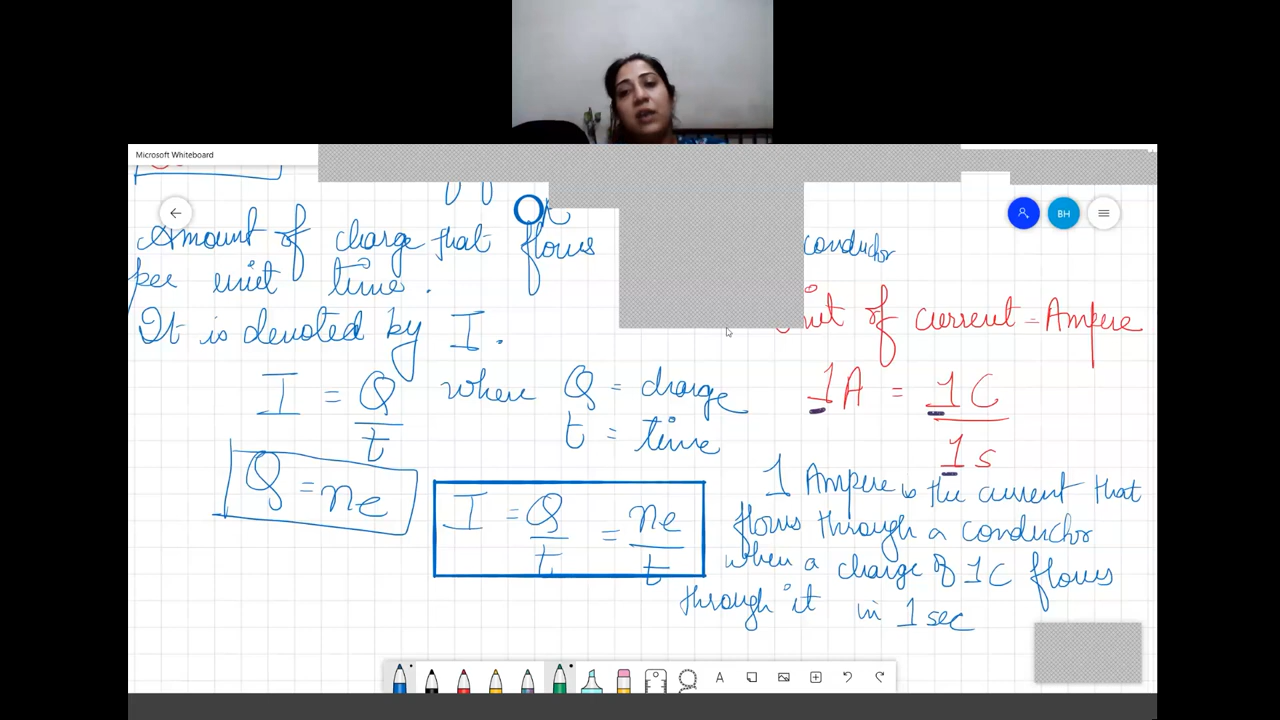 Microsoft Whiteboard
BH
Amount of charge that flows
per unit time.
It is denoted by I.
I = Q/t where Q = charge
t = time
Q = ne
I = Q/t = ne/t
conductor
of current = Ampere
1A = 1C/1s
1 Ampere is the current that
flows through a conductor
when a charge of 1C flows
through it in 1 sec
A